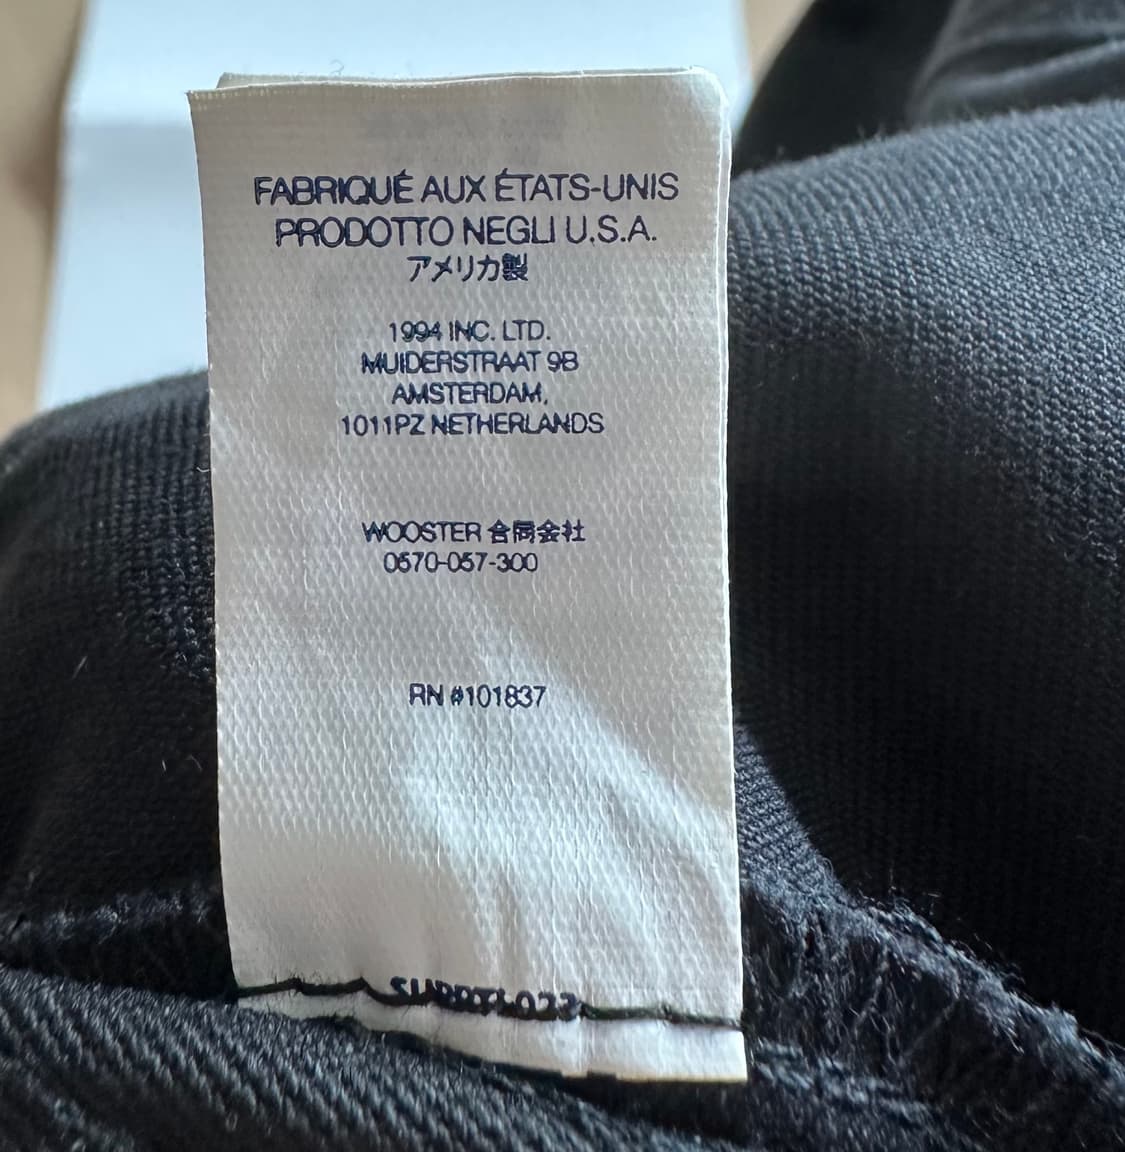 FABRIQUÉ AUX ÉTATS-UNIS
PRODOTTO NEGLI U.S.A.
アメリカ製
1994 INC. LTD.
MUIDERSTRAAT 9B
AMSTERDAM,
1011PZ NETHERLANDS
WOOSTER 合同会社
0570-057-300
RN #101837